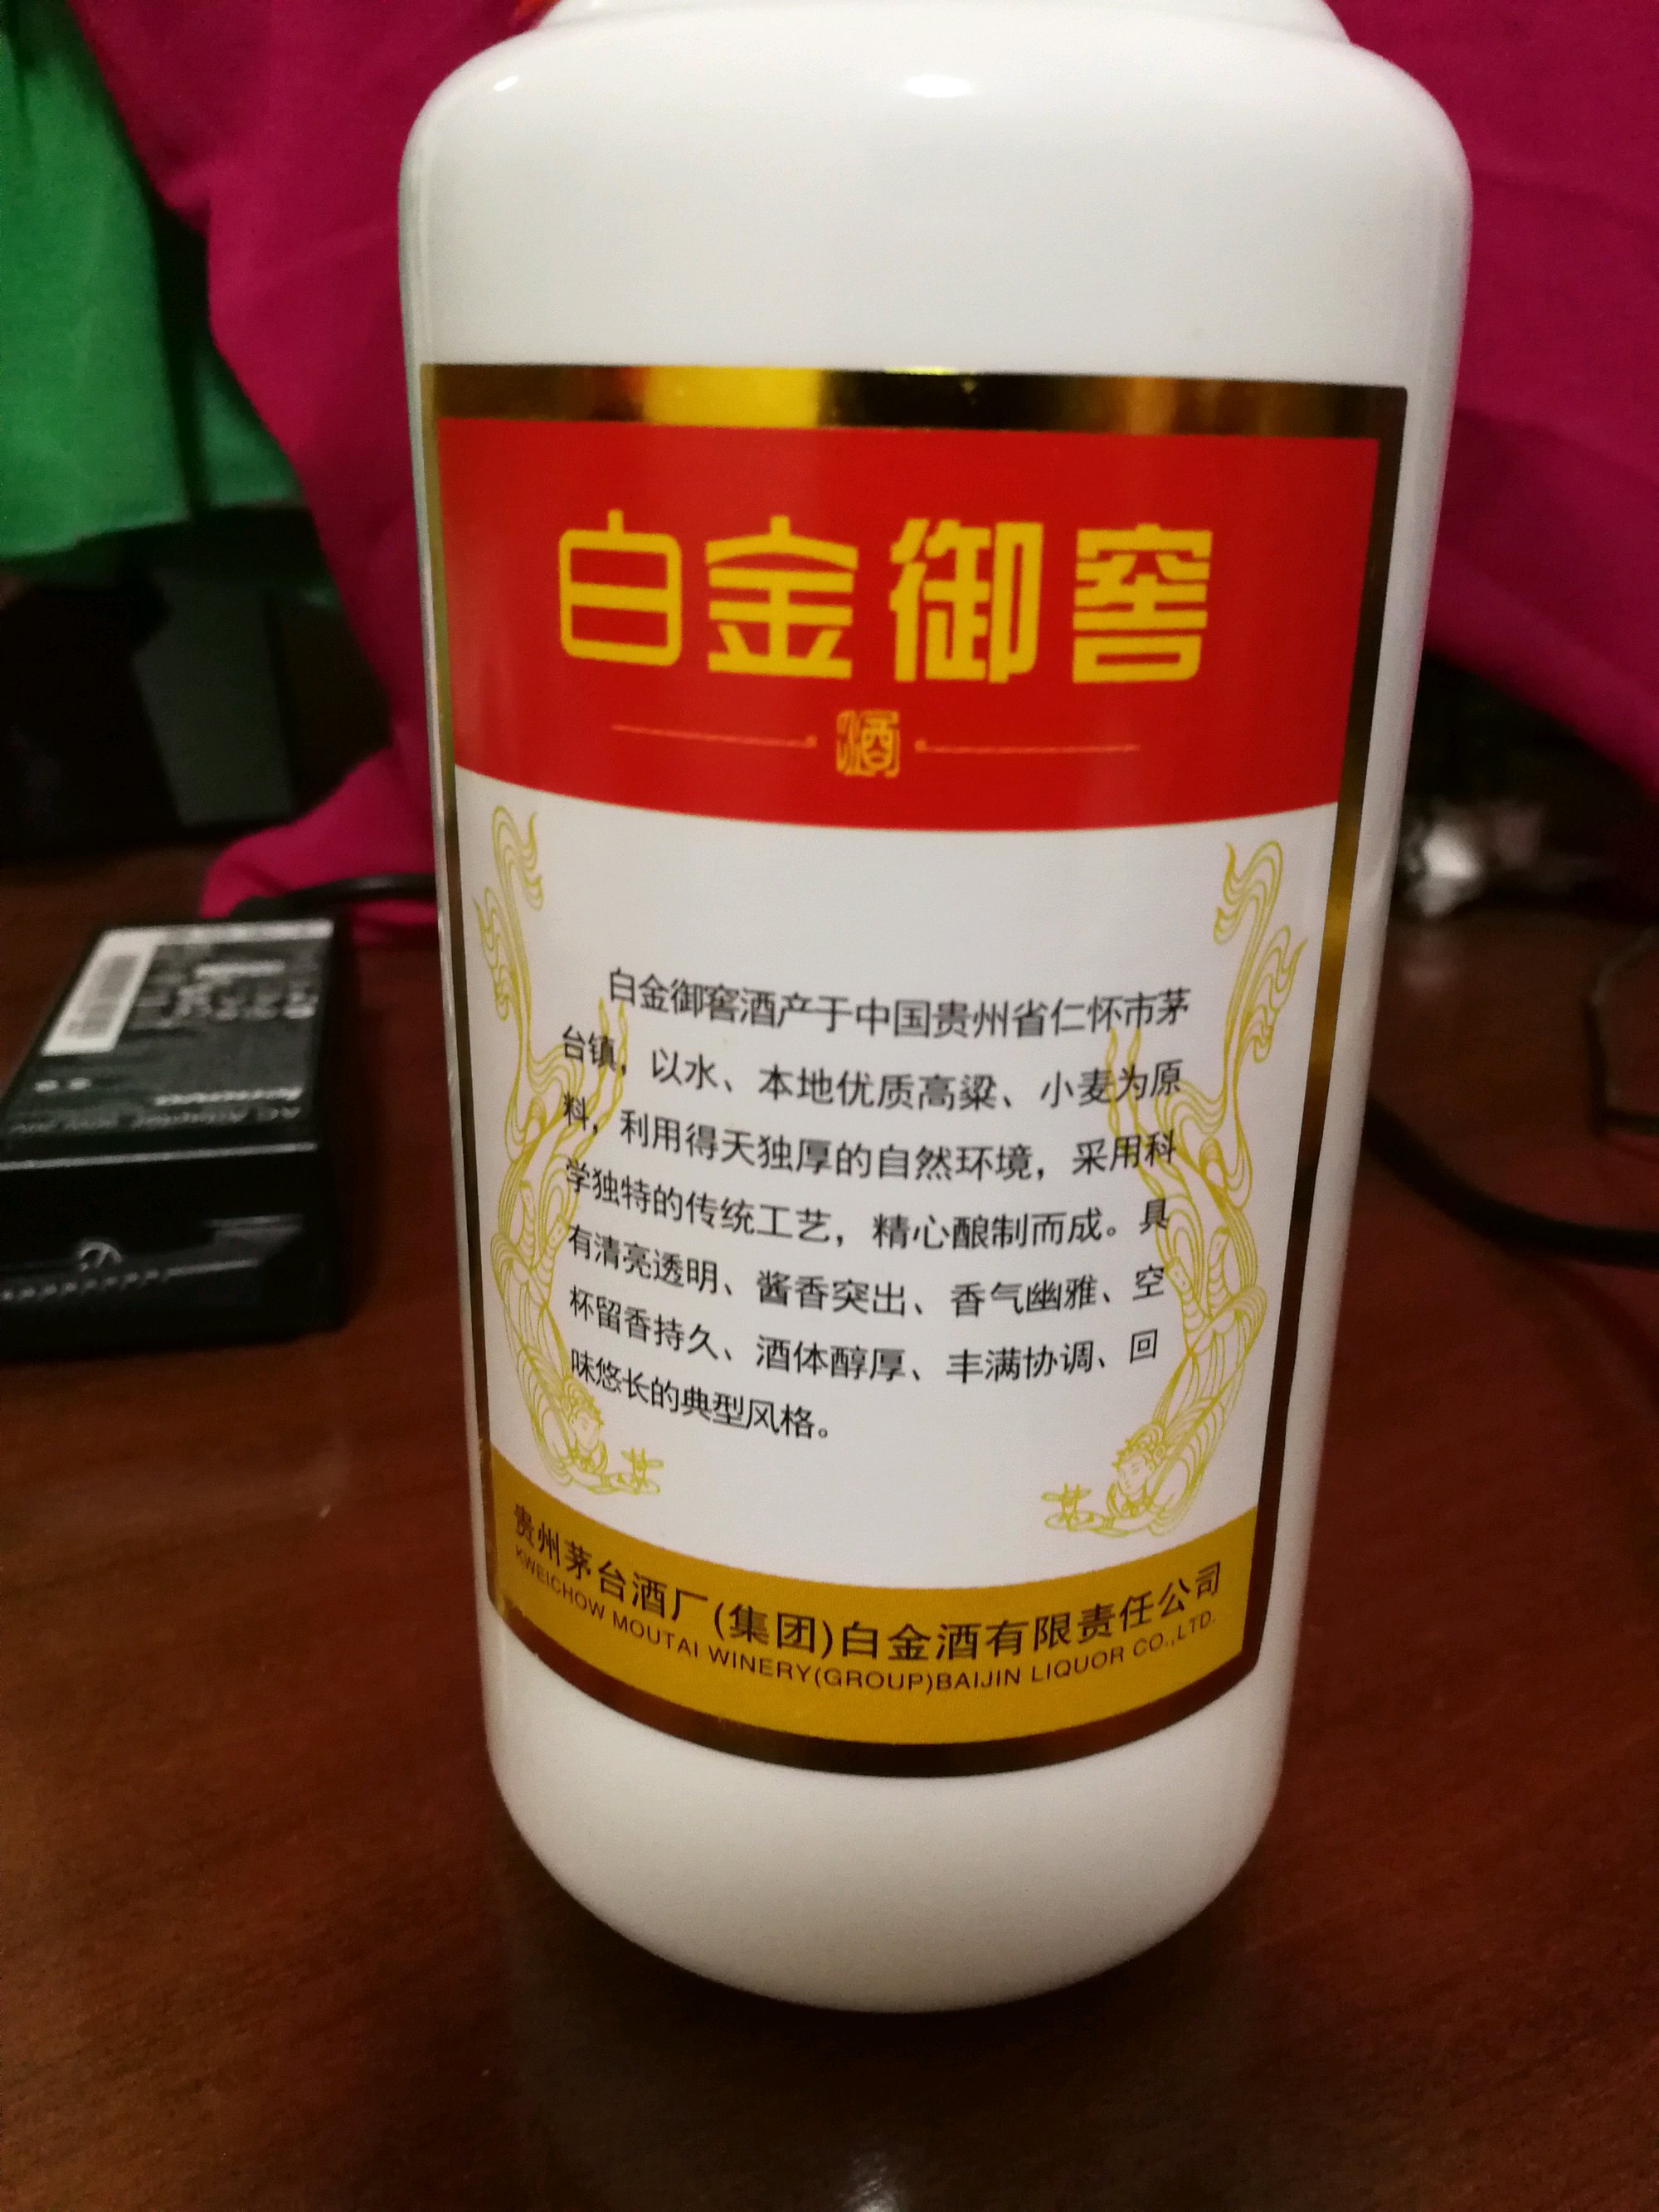 白金御窖
酒
白金御窖酒产于中国贵州省仁怀市茅
台镇，以水、本地优质高粱、小麦为原
料，利用得天独厚的自然环境，采用科
学独特的传统工艺，精心酿制而成。具
有清亮透明、酱香突出、香气幽雅、空
杯留香持久、酒体醇厚、丰满协调、回
味悠长的典型风格。
贵州茅台酒厂(集团)白金酒有限责任公司
KWEICHOW MOUTAI WINERY(GROUP)BAIJIN LIQUOR CO.,LTD.